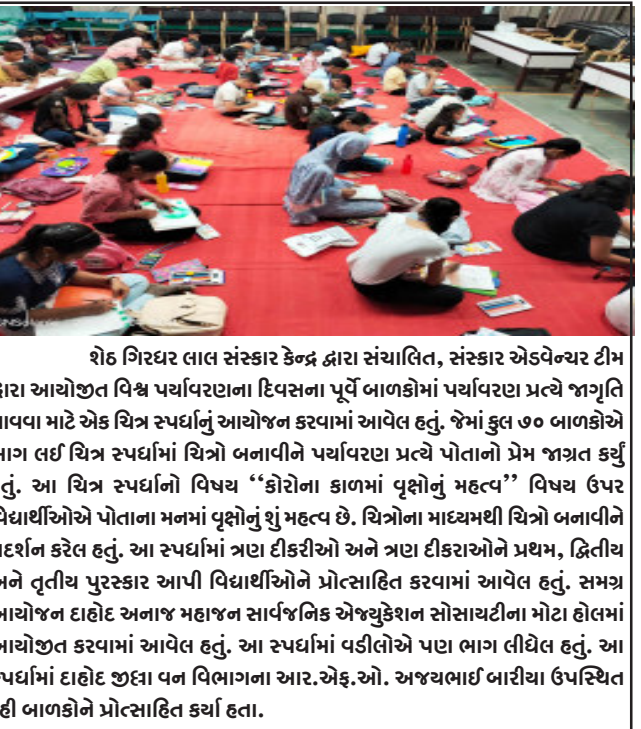 શેઠ ગિરધર લાલ સંસ્કાર કેન્દ્ર દ્વારા સંચાલિત, સંસ્કાર એડવેન્ચર ટીમ
દ્વારા આયોજીત વિશ્વ પર્યાવરણના દિવસના પૂર્વે બાળકોમાં પર્યાવરણ પ્રત્યે જાગૃતિ
માટે એક ચિત્ર સ્પર્ધાનું આયોજન કરવામાં આવેલ હતું. જેમાં કુલ ૭૦ બાળકોએ
ભાગ લઈ ચિત્ર સ્પર્ધામાં ચિત્રો બનાવીને પર્યાવરણ પ્રત્યે પોતાનો પ્રેમ જાગ્રત કર્યું
હતું. આ ચિત્ર સ્પર્ધાનો વિષય ‘‘કોરોના કાળમાં વૃક્ષોનું મહત્વ’’ વિષય ઉપર
વિદ્યાર્થીઓએ પોતાના મનમાં વૃક્ષોનું શું મહત્વ છે. ચિત્રોના માધ્યમથી ચિત્રો બનાવીને
પ્રદર્શન કરેલ હતું. આ સ્પર્ધામાં ત્રણ દીકરીઓ અને ત્રણ દીકરાઓને પ્રથમ, દ્વિતીય
અને તૃતીય પુરસ્કાર આપી વિદ્યાર્થીઓને પ્રોત્સાહિત કરવામાં આવેલ હતું. સમગ્ર
આયોજન દાહોદ અનાજ મહાજન સાર્વજનિક એજ્યુકેશન સોસાયટીના મોટા હોલમાં
આયોજીત કરવામાં આવેલ હતું. આ સ્પર્ધામાં વડીલોએ પણ ભાગ લીધેલ હતું. આ
સ્પર્ધામાં દાહોદ જીલ્લા વન વિભાગના આર.એફ.ઓ. અજયભાઈ બારીયા ઉપસ્થિત
રહી બાળકોને પ્રોત્સાહિત કર્યા હતા.